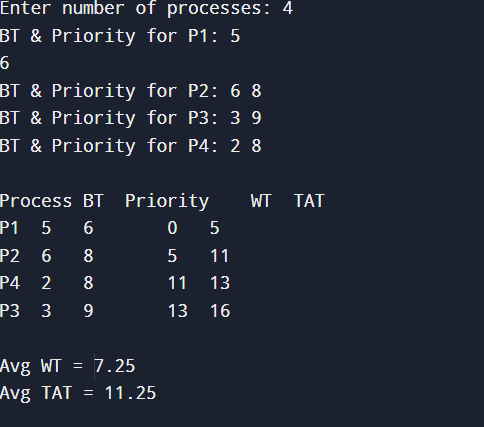 Enter number of processes: 4
BT & Priority for P1: 5
6
BT & Priority for P2: 6 8
BT & Priority for P3: 3 9
BT & Priority for P4: 2 8
Process BT  Priority    WT  TAT
P1  5   6       0   5
P2  6   8       5   11
P4  2   8       11  13
P3  3   9       13  16
Avg WT = 7.25
Avg TAT = 11.25